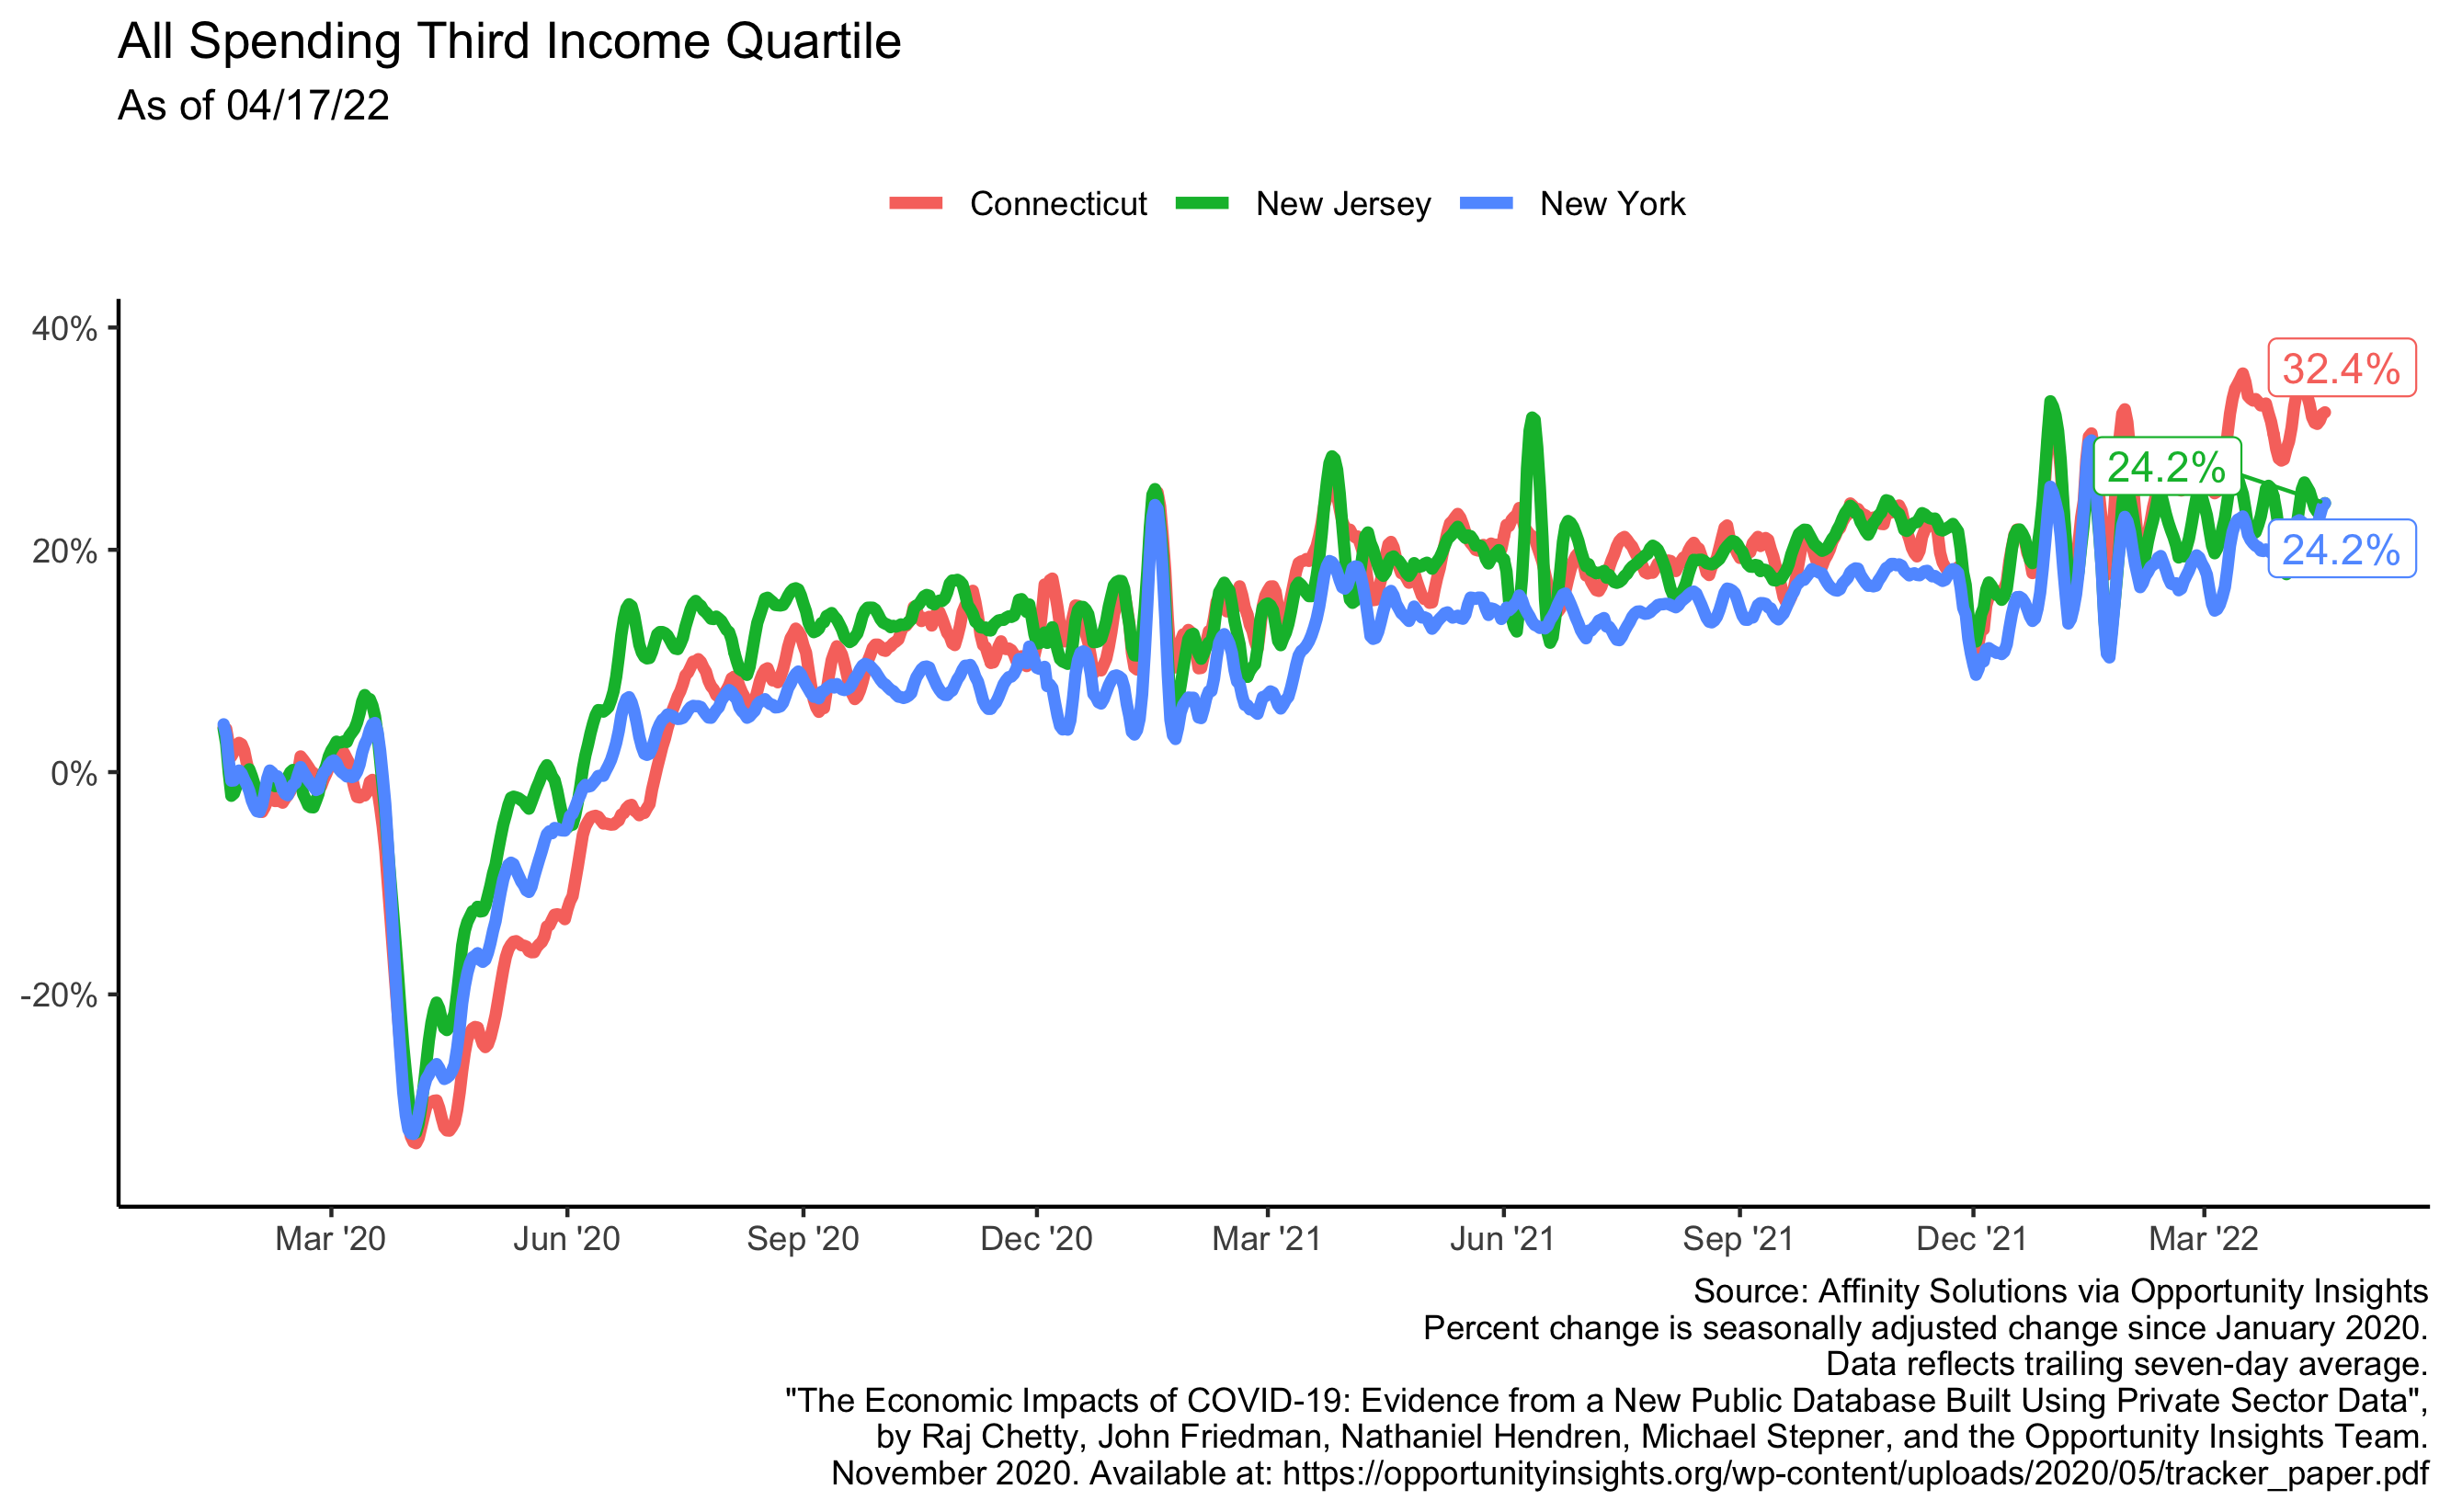 All Spending Third Income Quartile
As of 04/17/22
Connecticut New Jersey New York
40%
20%
0%
-20%
32.4%
24.2%
24.2%
Mar '20 Jun '20 Sep '20 Dec '20 Mar '21 Jun '21 Sep '21 Dec '21 Mar '22
Source: Affinity Solutions via Opportunity Insights
Percent change is seasonally adjusted change since January 2020.
Data reflects trailing seven-day average.
"The Economic Impacts of COVID-19: Evidence from a New Public Database Built Using Private Sector Data",
by Raj Chetty, John Friedman, Nathaniel Hendren, Michael Stepner, and the Opportunity Insights Team.
November 2020. Available at: https://opportunityinsights.org/wp-content/uploads/2020/05/tracker_paper.pdf